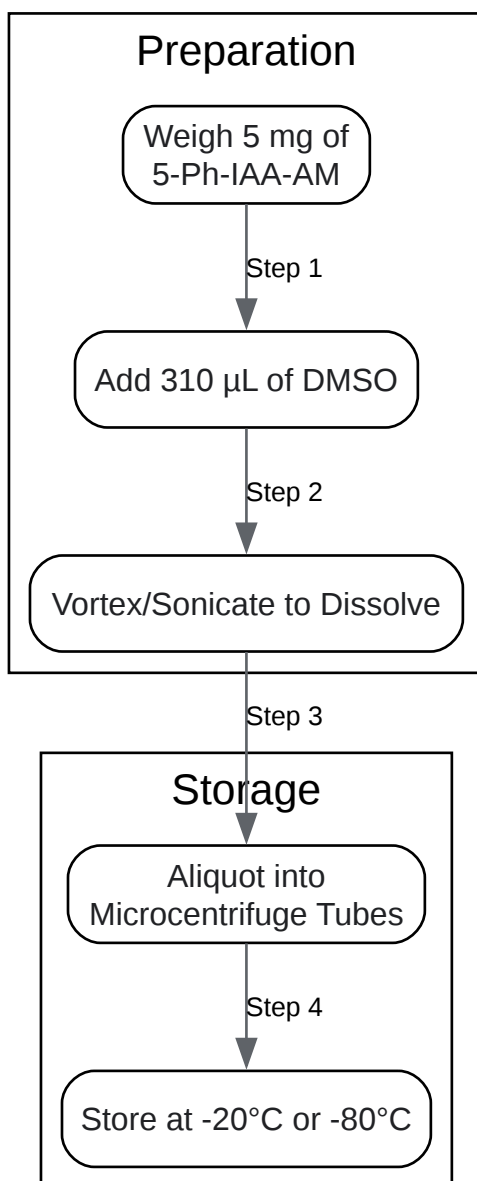 Preparation
Weigh 5 mg of
5-Ph-IAA-AM
Step 1
Add 310 µL of DMSO
Step 2
Vortex/Sonicate to Dissolve
Step 3
Storage
Aliquot into
Microcentrifuge Tubes
Step 4
Store at -20°C or -80°C